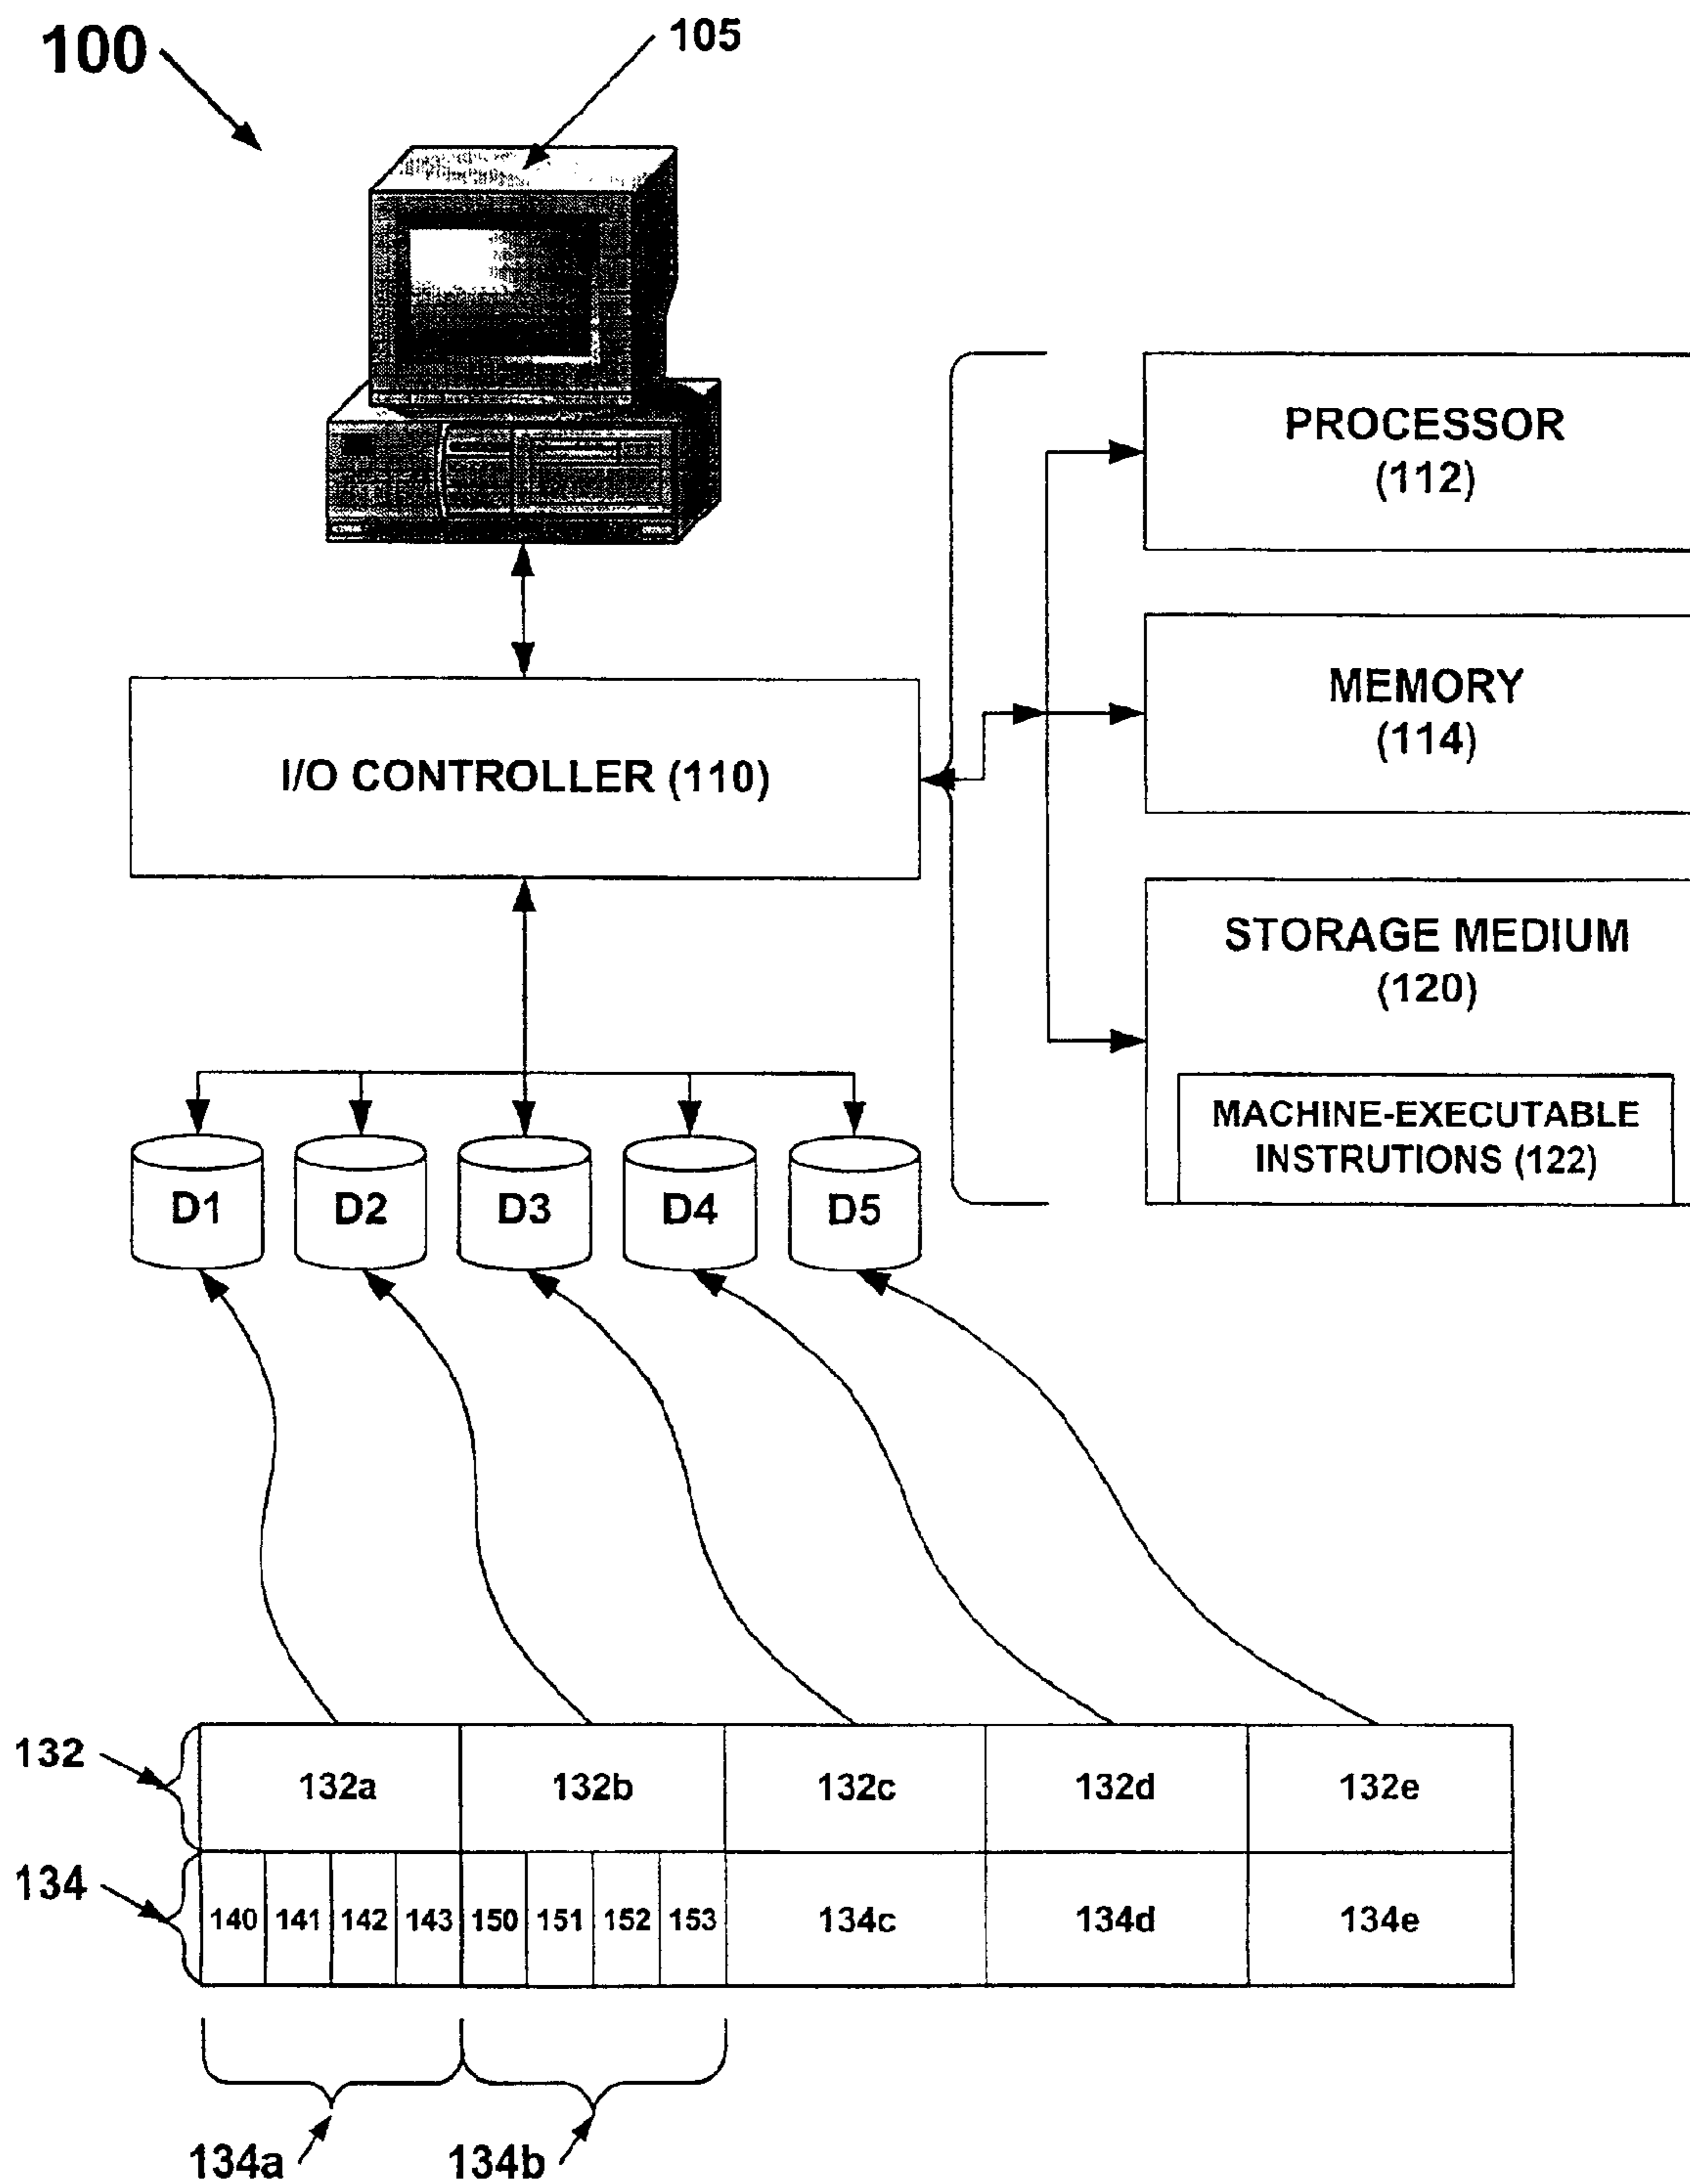 100
105
PROCESSOR
(112)
MEMORY
(114)
I/O CONTROLLER (110)
STORAGE MEDIUM
(120)
MACHINE-EXECUTABLE
INSTRUTIONS (122)
D1 D2 D3 D4 D5
132
132a 132b 132c 132d 132e
134
140 141 142 143 150 151 152 153 134c 134d 134e
134a 134b